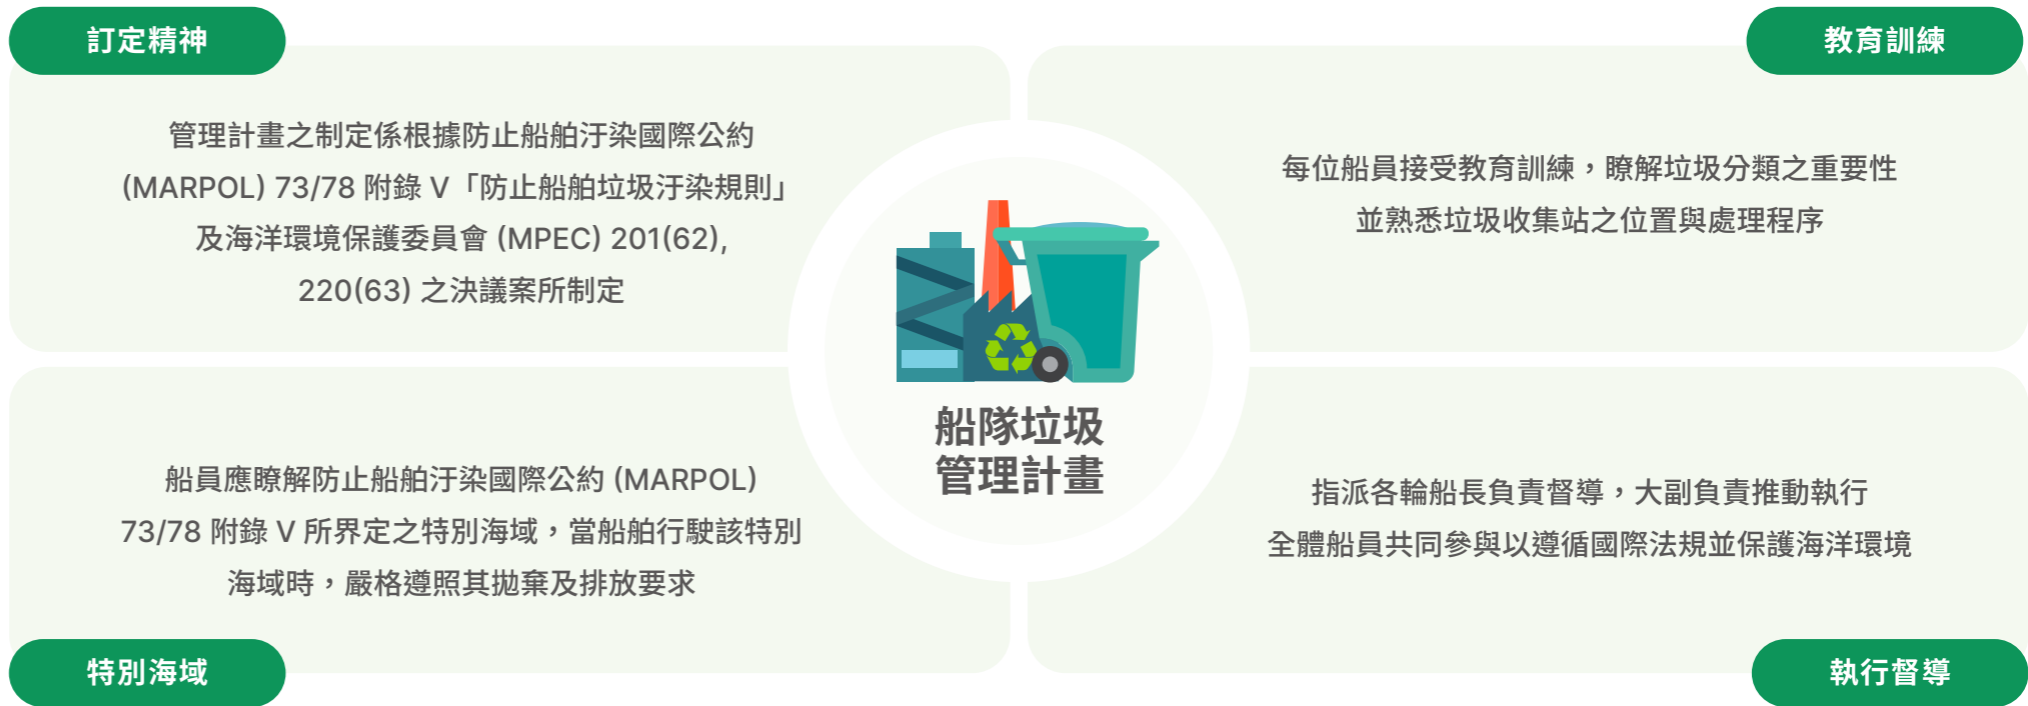 訂定精神
管理計畫之制定係根據防止船舶汙染國際公約
(MARPOL) 73/78 附錄 V「防止船舶垃圾汙染規則」
及海洋環境保護委員會 (MPEC) 201(62),
220(63) 之決議案所制定
教育訓練
每位船員接受教育訓練，瞭解垃圾分類之重要性
並熟悉垃圾收集站之位置與處理程序
船隊垃圾
管理計畫
船員應瞭解防止船舶汙染國際公約 (MARPOL)
73/78 附錄 V 所界定之特別海域，當船舶行駛該特別
海域時，嚴格遵照其拋棄及排放要求
特別海域
指派各輪船長負責督導，大副負責推動執行
全體船員共同參與以遵循國際法規並保護海洋環境
執行督導